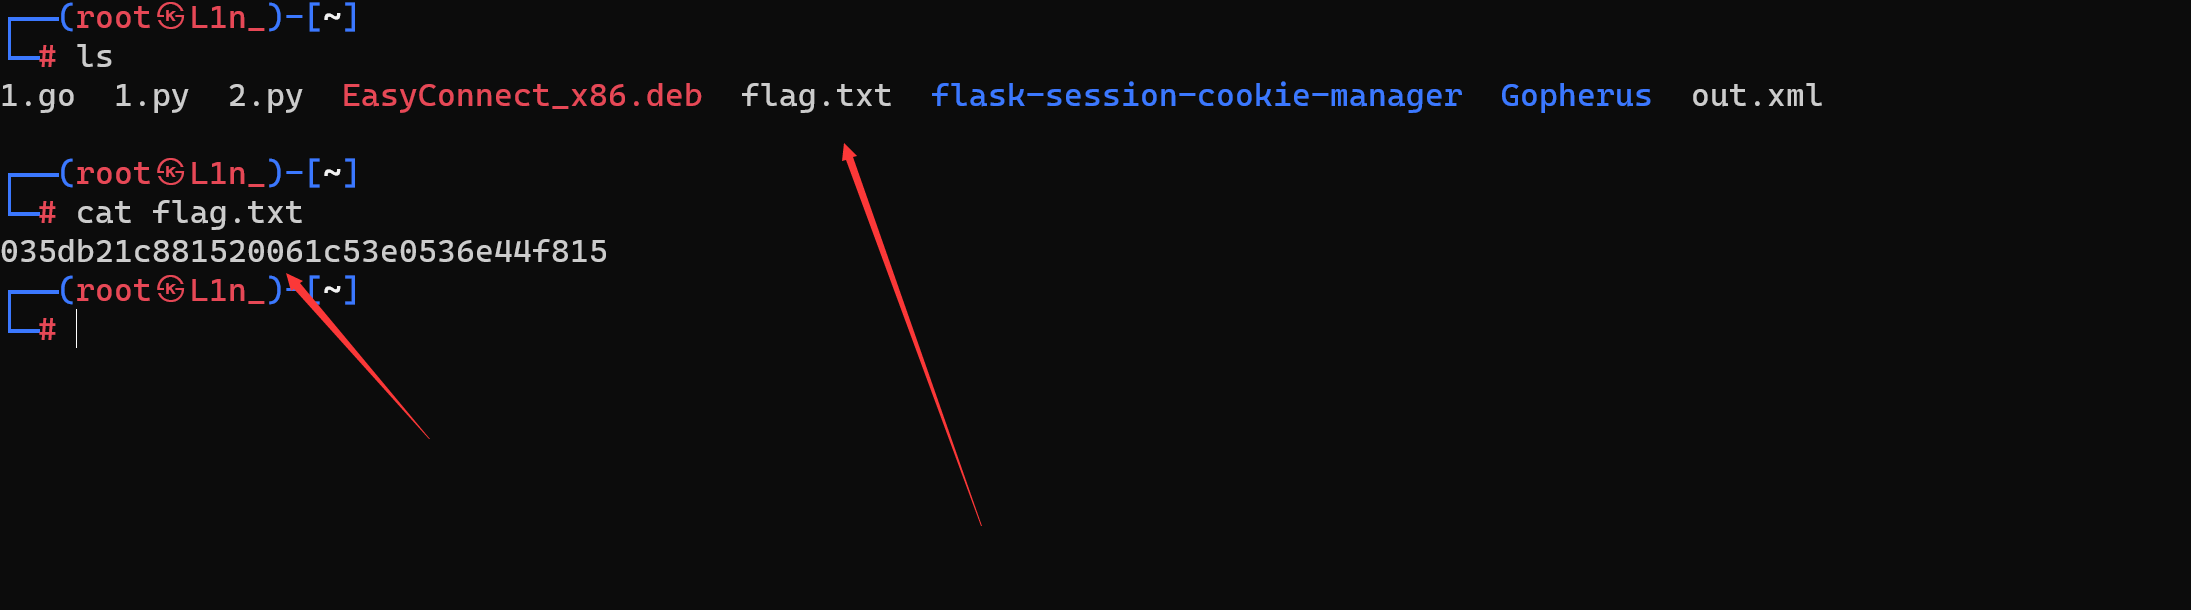 ┌──(root㉿L1n_)-[~]
└─# ls
1.go  1.py  2.py  EasyConnect_x86.deb  flag.txt  flask-session-cookie-manager  Gopherus  out.xml
┌──(root㉿L1n_)-[~]
└─# cat flag.txt
035db21c881520061c53e0536e44f815
┌──(root㉿L1n_)-[~]
└─#